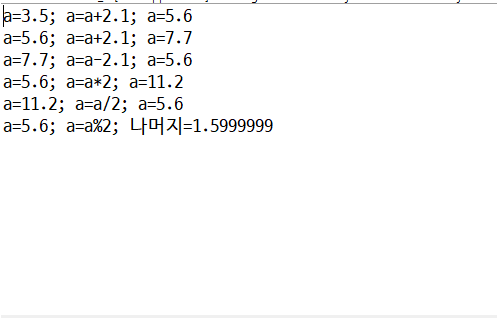 a=3.5; a=a+2.1; a=5.6
a=5.6; a=a+2.1; a=7.7
a=7.7; a=a-2.1; a=5.6
a=5.6; a=a*2; a=11.2
a=11.2; a=a/2; a=5.6
a=5.6; a=a%2; 나머지=1.5999999